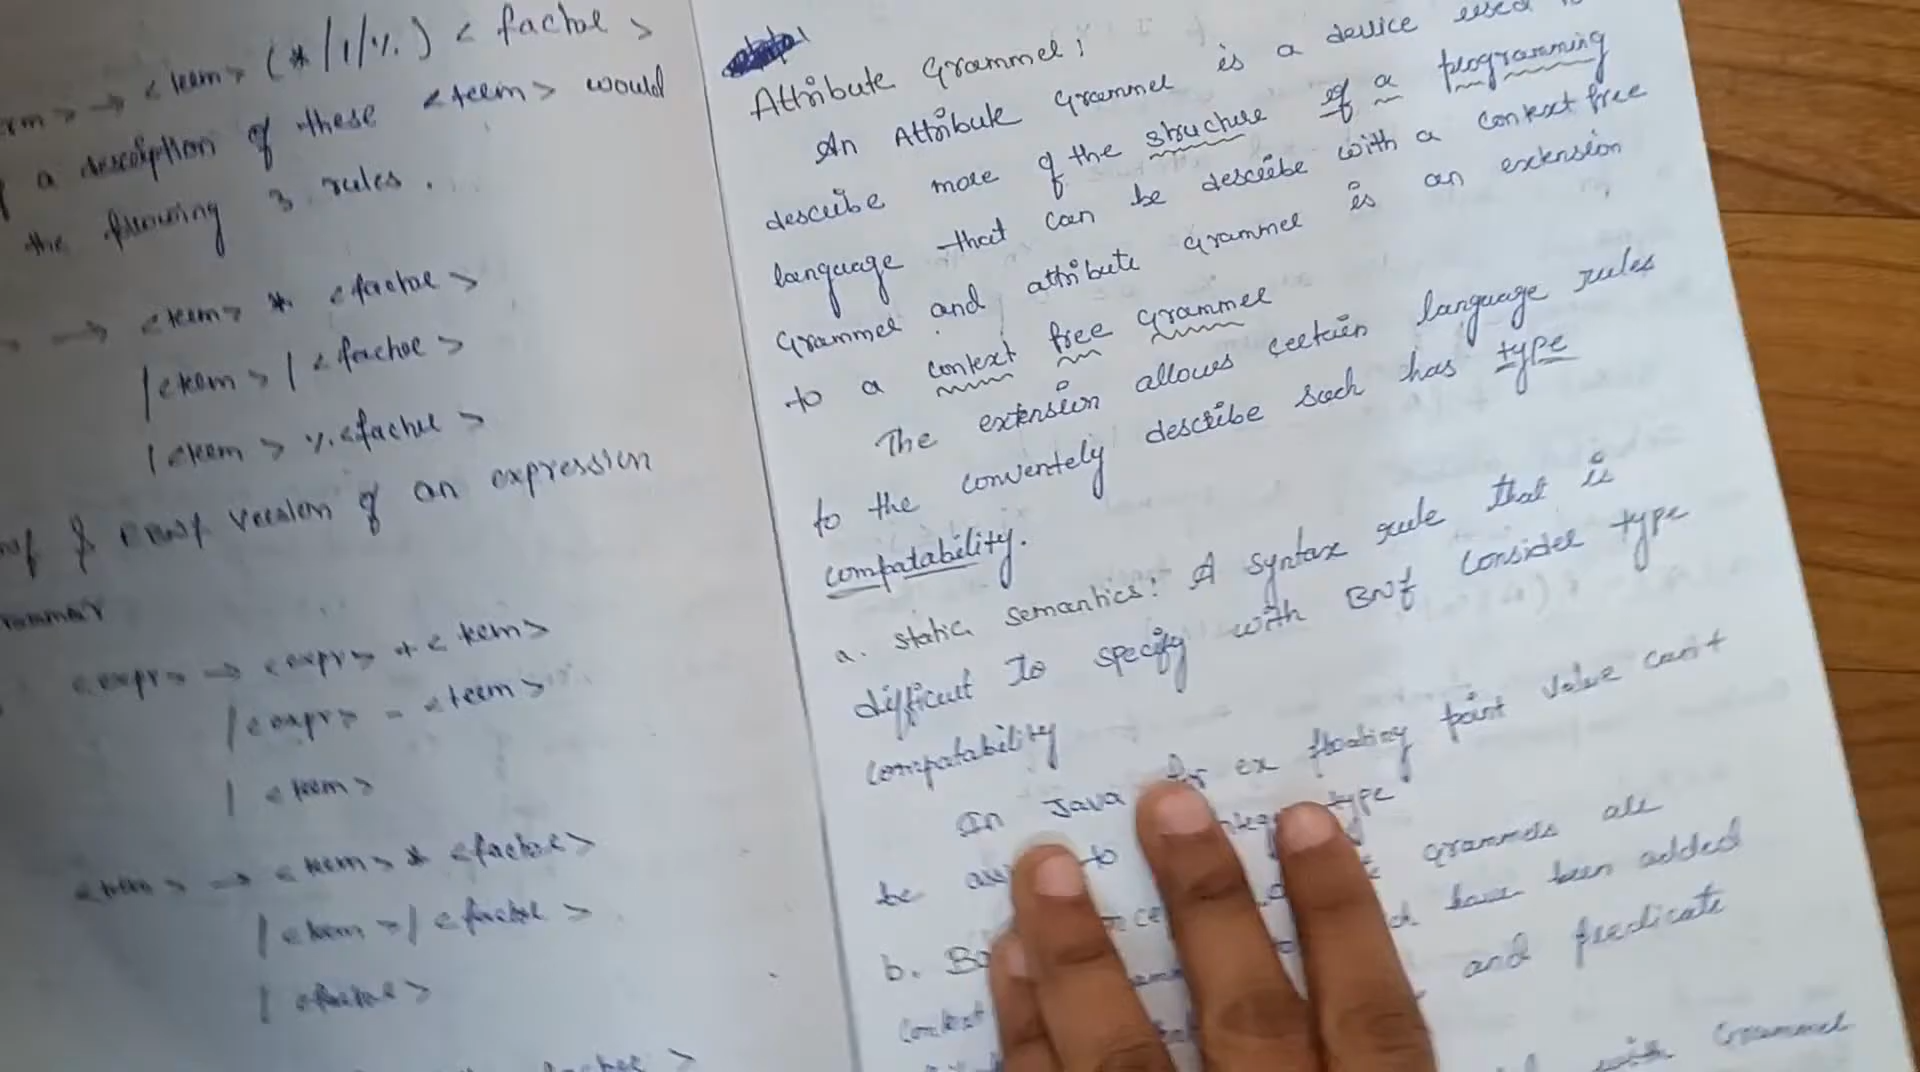 <term> (*|/|%) < factor >
a description of these <term> would
the following 3 rules.
<term> * <factor >
|<term > / <factor >
|<term > % <factor >
& EBNF version of an expression
<expr> → <expr> + < term>
| <expr> - <term >
| < term >
<term > → < term > * <factor>
| <term >/ <factor >
| <factor >
Attribute Grammer :
An Attribute Grammer is a device used
describe more of the structure of a programming
language that can be describe with a context free
Grammer and attribute Grammer is an extension
to a context free Grammer
The extension allows certain language rules
to the conventely describe such has type
compatability.
a. static semantics : A syntax rule that is
difficult To specify with BNF consider type
compatability
In Java for ex floating point value can't
be to type
b. grammers are
have been added
and predicate
with Grammer